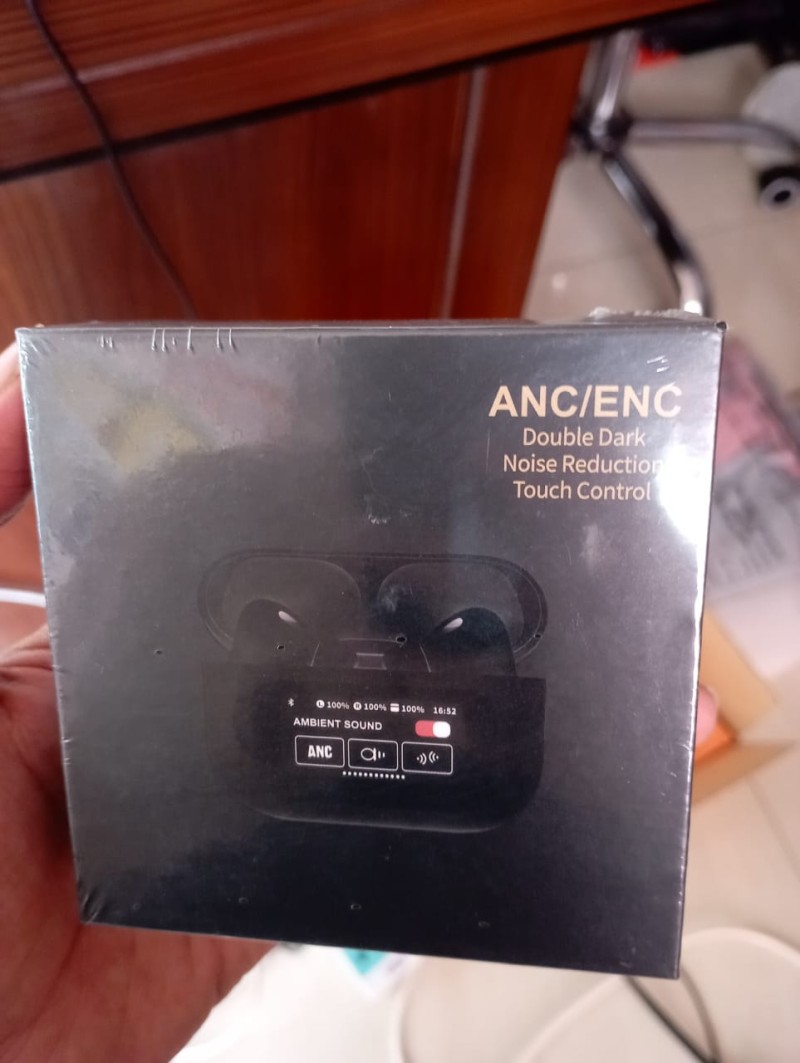 ANC/ENC
Double Dark
Noise Reduction
Touch Control
L 100% R 100% 100% 16:52
AMBIENT SOUND
ANC